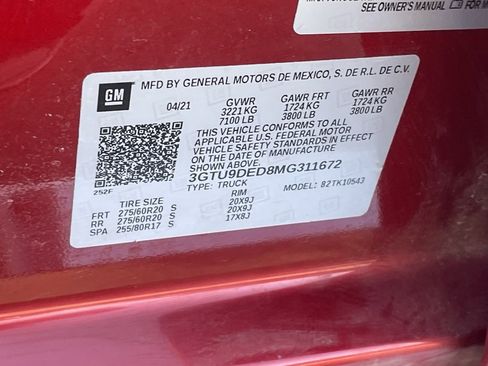 SEE OWNER'S MANUAL
GM
MFD BY GENERAL MOTORS DE MEXICO, S. DE R.L. DE C.V.
04/21 GVWR GAWR FRT GAWR RR
3221 KG 1724 KG 1724 KG
7100 LB 3800 LB 3800 LB
THIS VEHICLE CONFORMS TO ALL
APPLICABLE U.S. FEDERAL MOTOR
VEHICLE SAFETY STANDARDS IN EFFECT
ON THE DATE OF MANUFACTURE
3GTU9DED8MG311672
TYPE: TRUCK MODEL: 82TK10543
252F
TIRE SIZE RIM
FRT 275/60R20 S 20X9J
RR 275/60R20 S 20X9J
SPA 255/80R17 S 17X8J